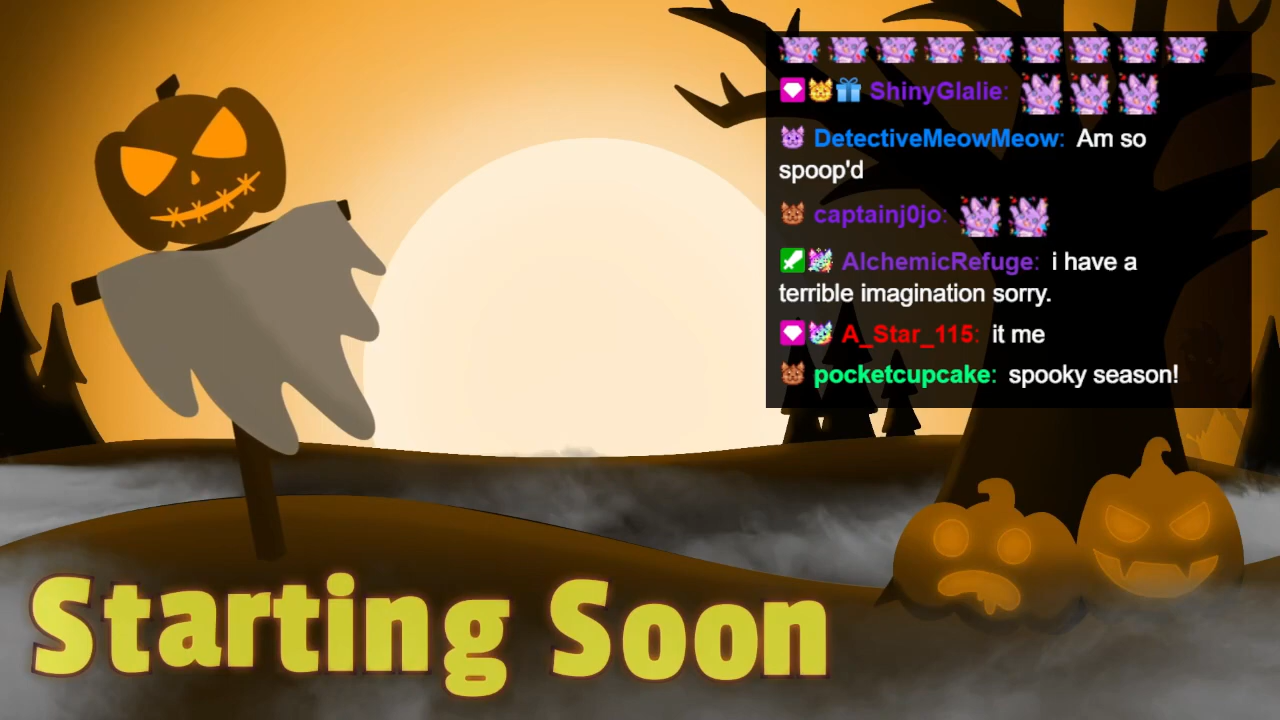 ShinyGlalie:
DetectiveMeowMeow: Am so
spoop'd
captainj0jo:
AlchemicRefuge: i have a
terrible imagination sorry.
A_Star_115: it me
pocketcupcake: spooky season!
Starting Soon